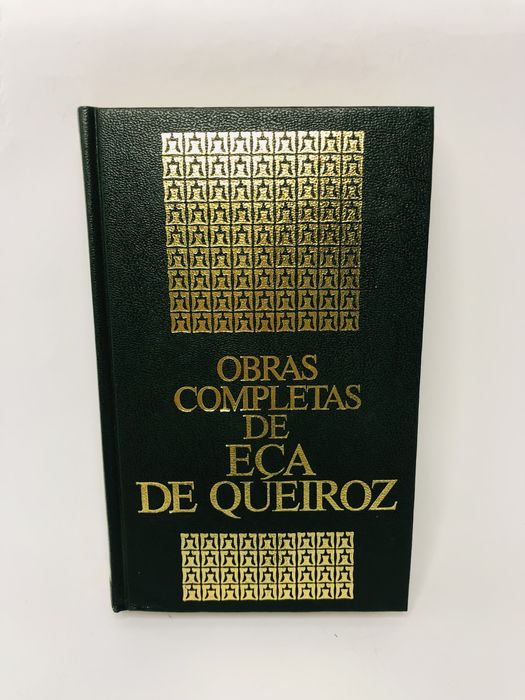 OBRAS
COMPLETAS
DE
EÇA
DE QUEIROZ